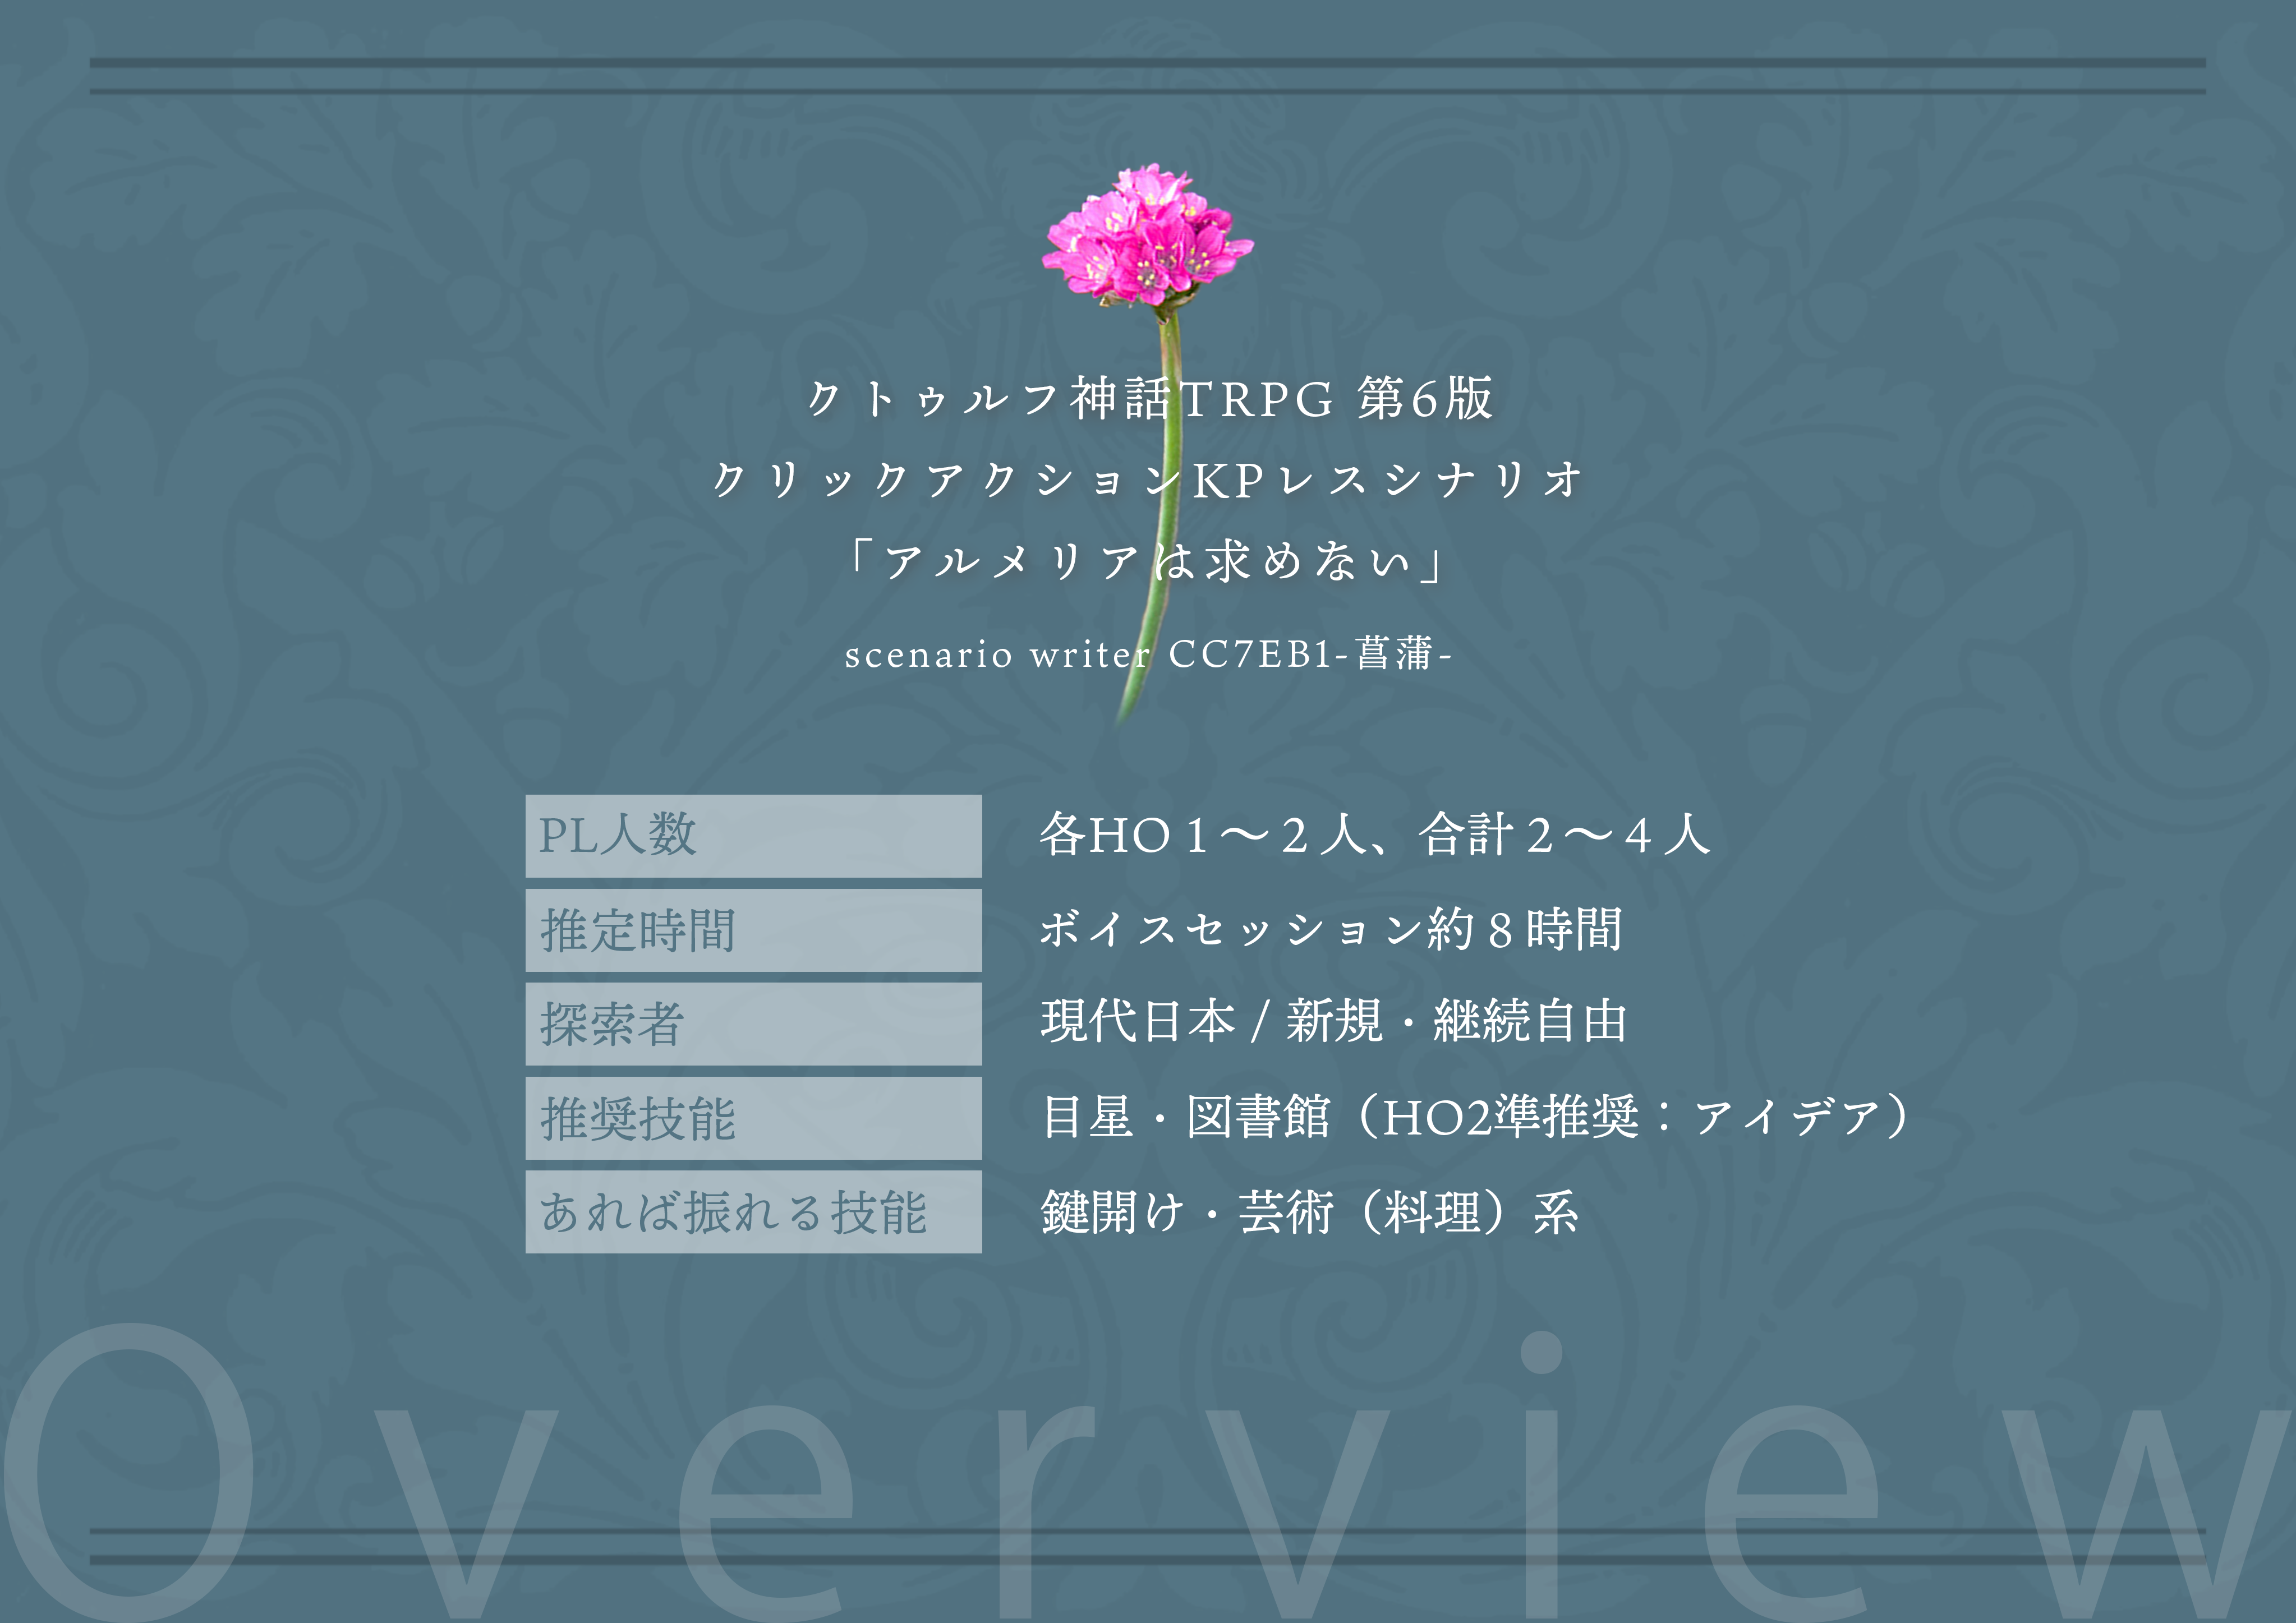 クトゥルフ神話TRPG 第6版
クリックアクションKPレスシナリオ
「アルメリアは求めない」
scenario writer CC7EB1-菖蒲-
PL人数 各HO１～２人、合計２～４人
推定時間 ボイスセッション約８時間
探索者 現代日本 / 新規・継続自由
推奨技能 目星・図書館（HO2準推奨：アイデア）
あれば振れる技能 鍵開け・芸術（料理）系
Overview